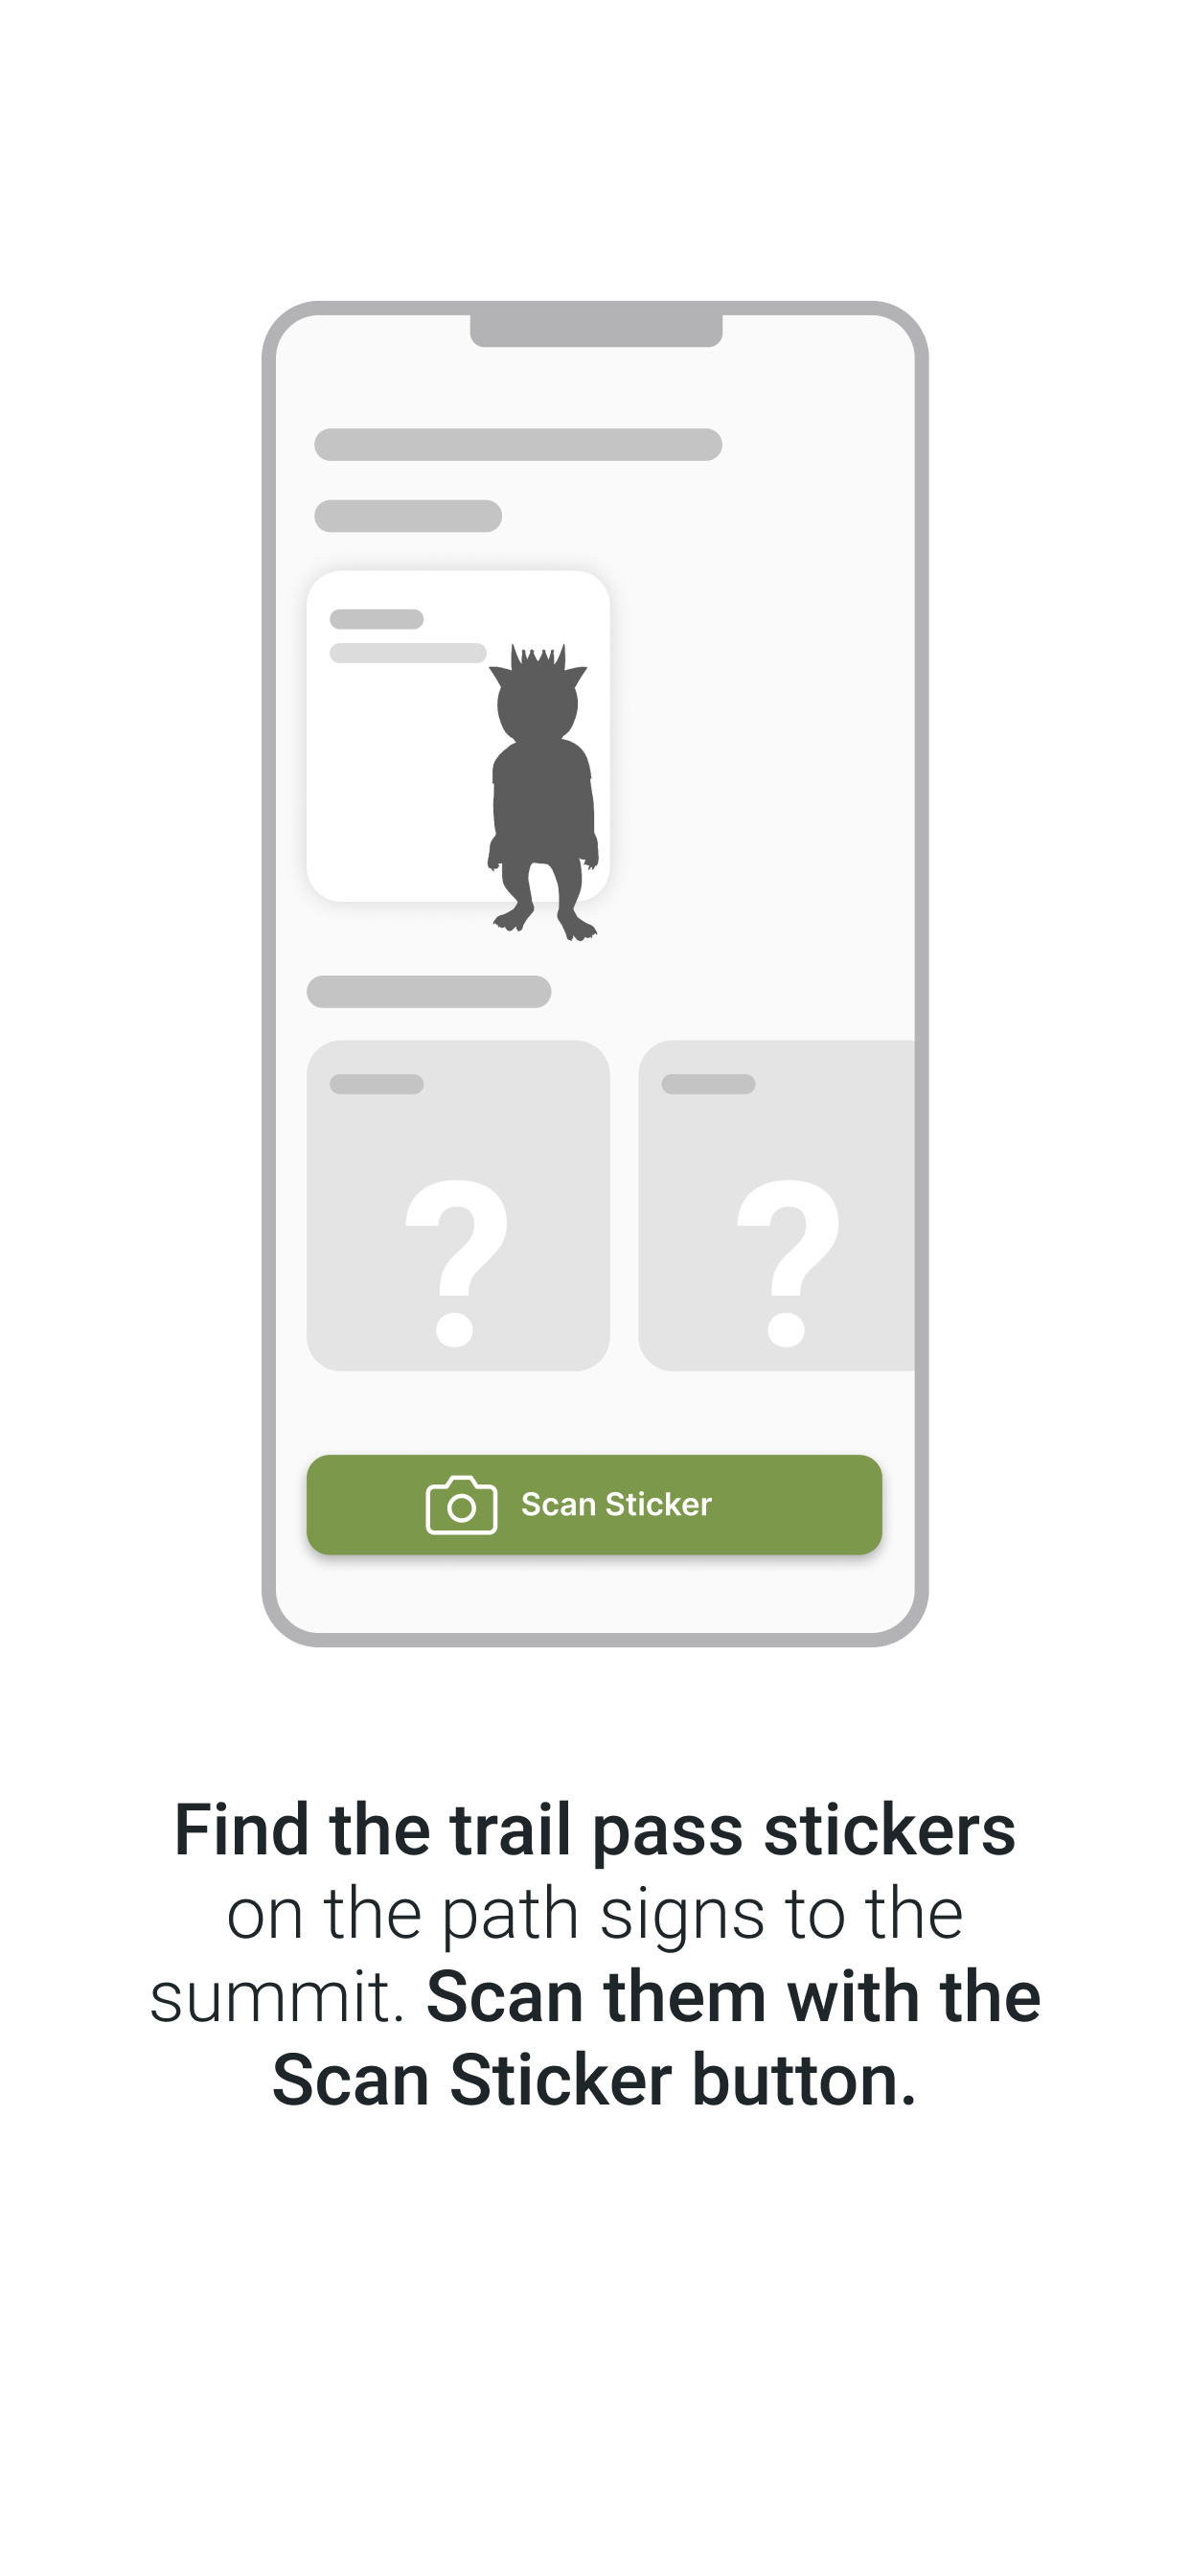 ?
?
Scan Sticker
Find the trail pass stickers
on the path signs to the
summit. Scan them with the
Scan Sticker button.